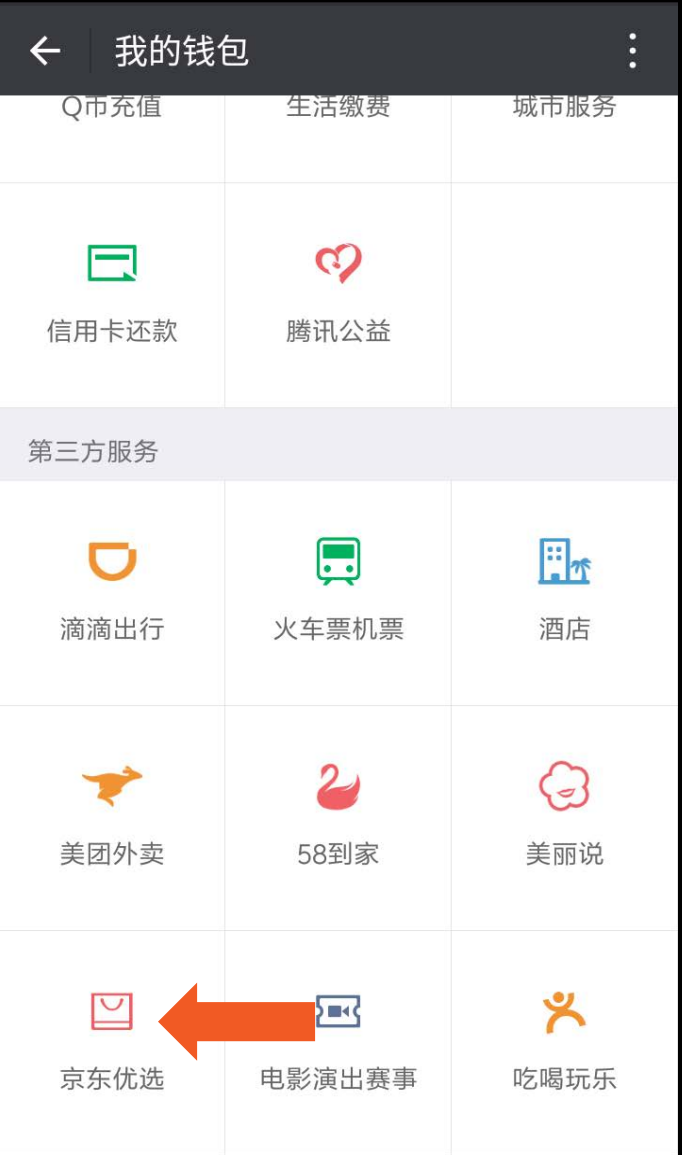 我的钱包
Q币充值 生活缴费 城市服务
信用卡还款 腾讯公益
第三方服务
滴滴出行 火车票机票 酒店
美团外卖 58到家 美丽说
京东优选 电影演出赛事 吃喝玩乐